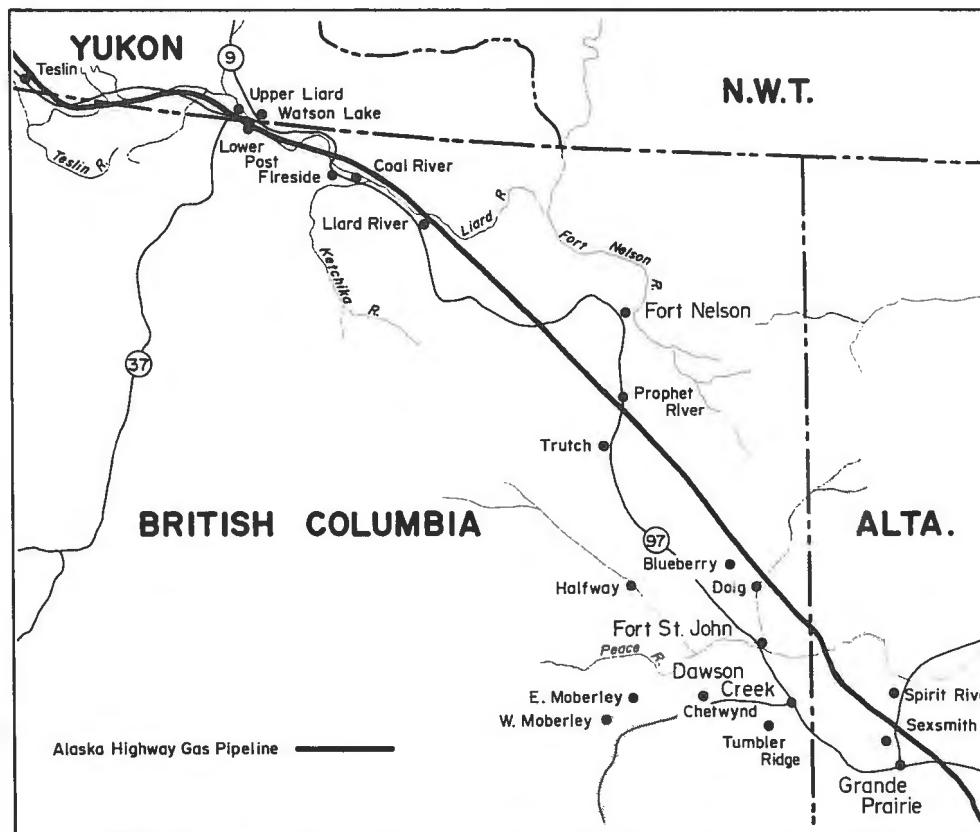 YUKON
9
Teslin
Upper Liard
Watson Lake
N.W.T.
Teslin R.
Lower
Post
Fireside
Coal River
Liard River
Liard R.
Ketchika R.
Fort Nelson R.
Fort Nelson
37
Prophet
River
Trutch
BRITISH COLUMBIA
ALTA.
97
Blueberry
Halfway
Doig
Fort St. John
Peace R.
Dawson
Creek
E. Moberley
Chetwynd
W. Moberley
Tumbler
Ridge
Spirit Rive
Sexsmith
Grande
Prairie
Alaska Highway Gas Pipeline